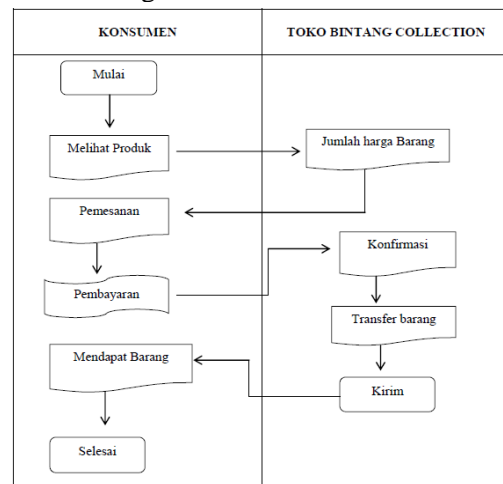 KONSUMEN
TOKO BINTANG COLLECTION
Mulai
Melihat Produk
Jumlah harga Barang
Pemesanan
Konfirmasi
Pembayaran
Transfer barang
Mendapat Barang
Kirim
Selesai